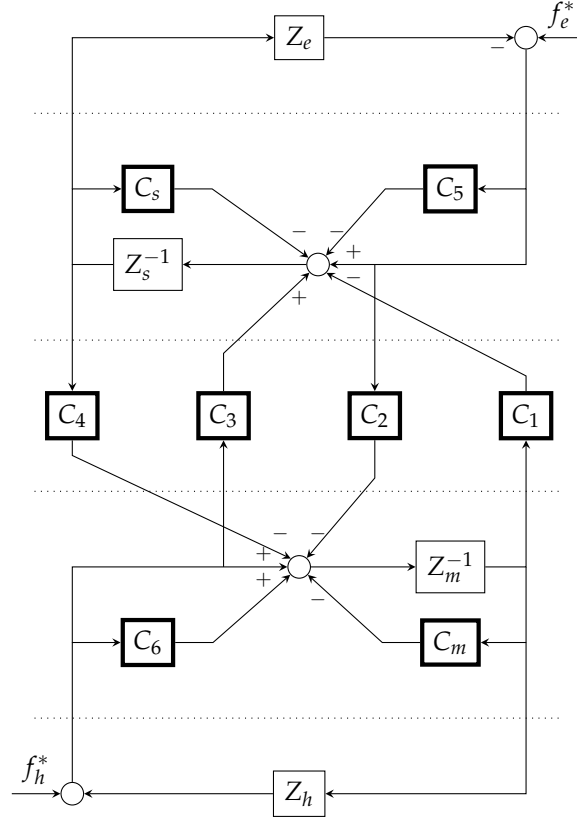 Z_e
f_e^*
−
C_s
C_5
− −
+
Z_s^{-1}
−
+
C_4
C_3
C_2
C_1
− −
+
Z_m^{-1}
+
−
C_6
C_m
f_h^*
Z_h